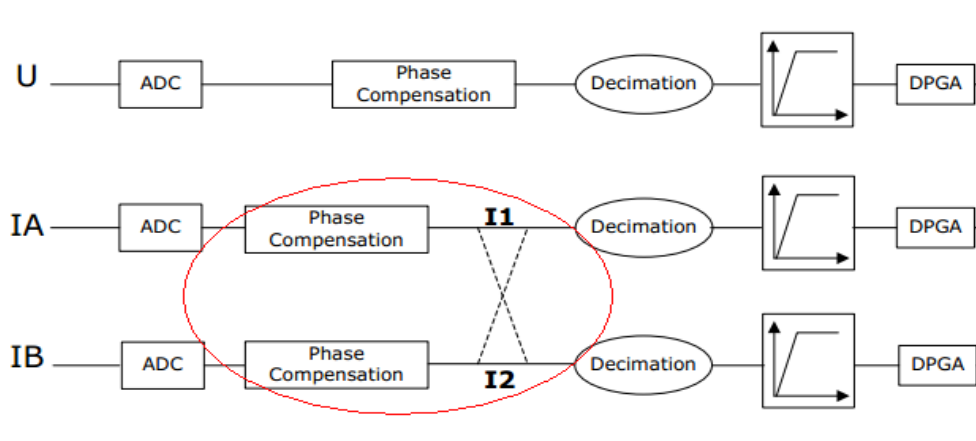 U
ADC
Phase
Compensation
Decimation
DPGA
IA
ADC
Phase
Compensation
I1
Decimation
DPGA
IB
ADC
Phase
Compensation
I2
Decimation
DPGA